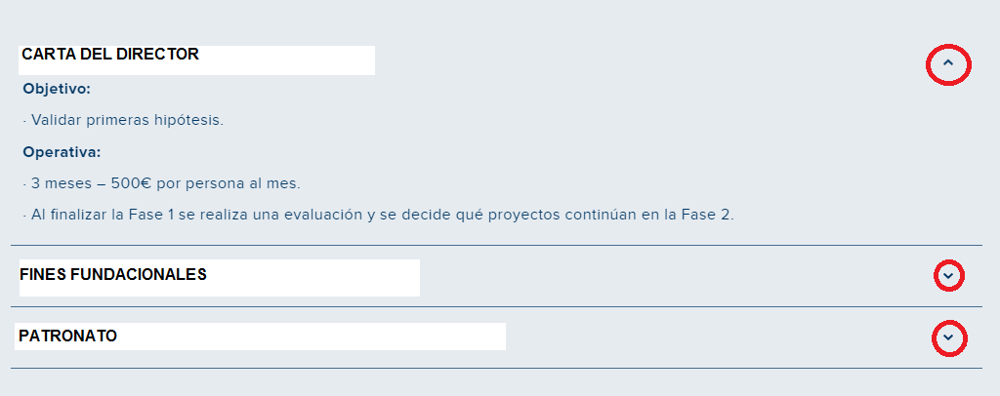 CARTA DEL DIRECTOR
Objetivo:
· Validar primeras hipótesis.
Operativa:
· 3 meses – 500€ por persona al mes.
· Al finalizar la Fase 1 se realiza una evaluación y se decide qué proyectos continúan en la Fase 2.
FINES FUNDACIONALES
PATRONATO